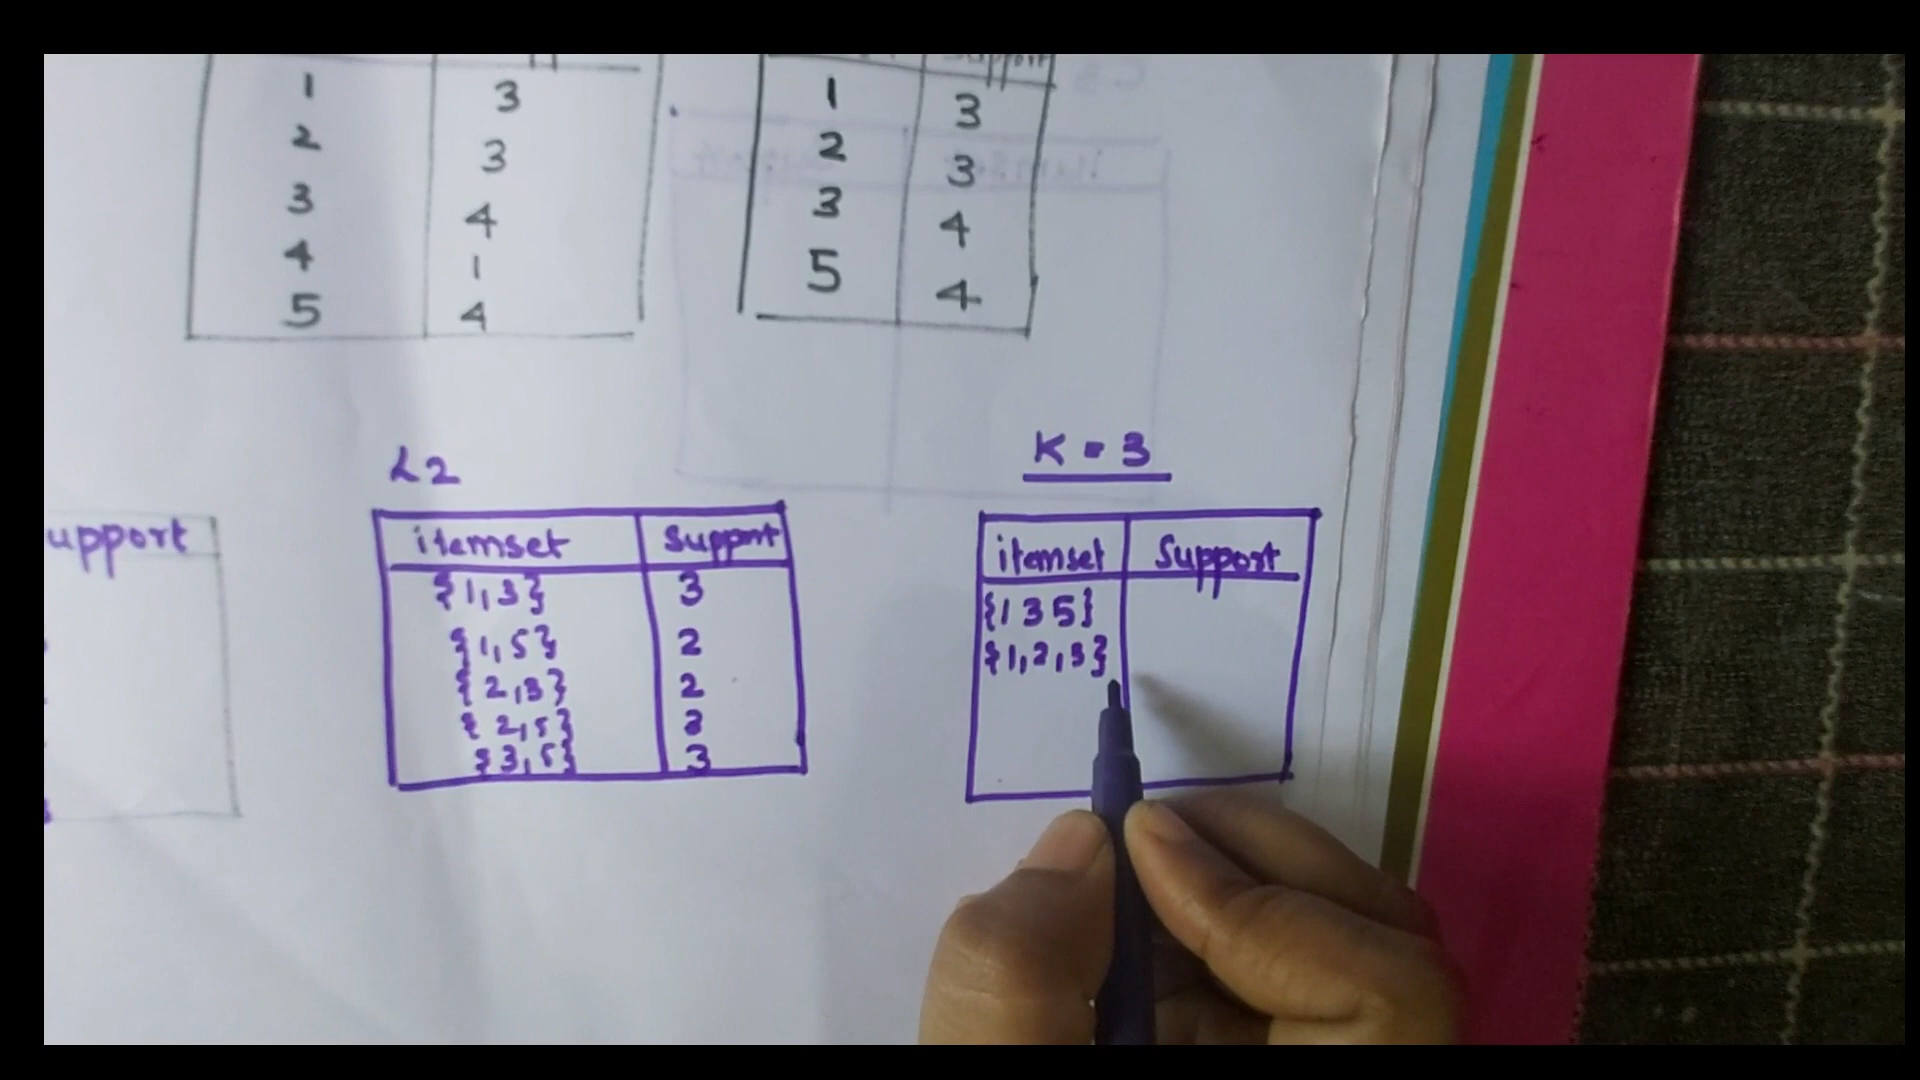 1 3
2 3
3 4
4 1
5 4
support
1 3
2 3
3 4
5 4
L2
itemset support
{1,3} 3
{1,5} 2
{2,3} 2
{2,5} 3
{3,5} 3
upport
K = 3
itemset Support
{1 3 5}
{1,2,3}